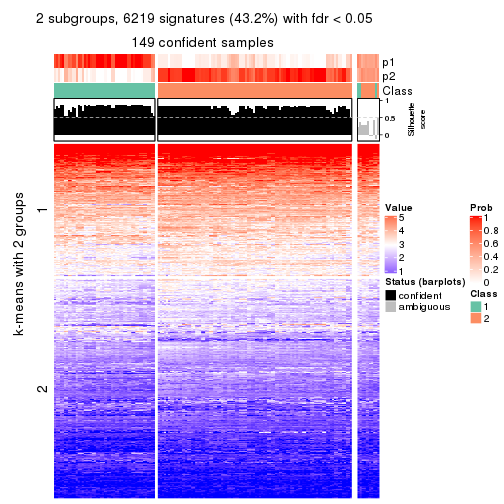 2 subgroups, 6219 signatures (43.2%) with fdr < 0.05
149 confident samples
p1
p2
Class
1
0.5
0
Silhouette
score
k-means with 2 groups
1
2
Value
5
4
3
2
1
Status (barplots)
confident
ambiguous
Prob
1
0.8
0.6
0.4
0.2
0
Class
1
2